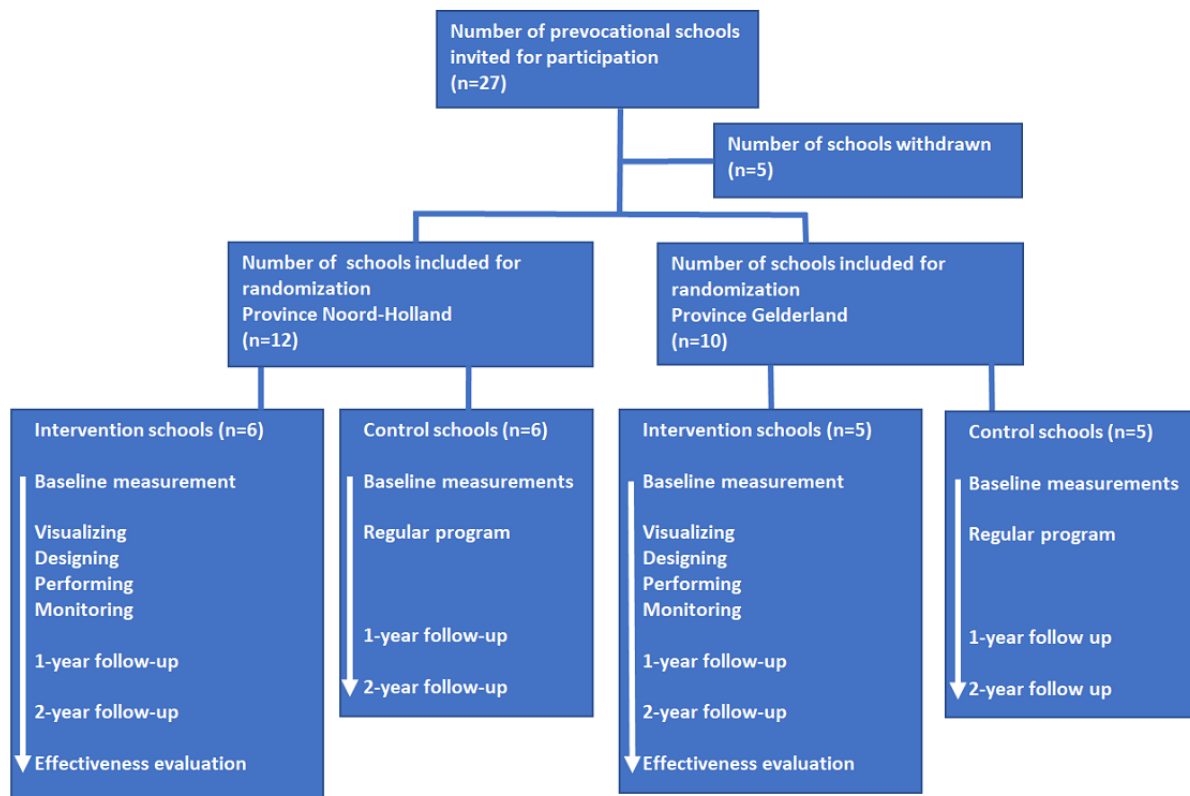 Number of prevocational schools
invited for participation
(n=27)
Number of schools withdrawn
(n=5)
Number of schools included for
randomization
Province Noord-Holland
(n=12)
Number of schools included for
randomization
Province Gelderland
(n=10)
Intervention schools (n=6)
Baseline measurement
Visualizing
Designing
Performing
Monitoring
1-year follow-up
2-year follow-up
Effectiveness evaluation
Control schools (n=6)
Baseline measurements
Regular program
1-year follow-up
2-year follow-up
Intervention schools (n=5)
Baseline measurement
Visualizing
Designing
Performing
Monitoring
1-year follow-up
2-year follow-up
Effectiveness evaluation
Control schools (n=5)
Baseline measurements
Regular program
1-year follow up
2-year follow up